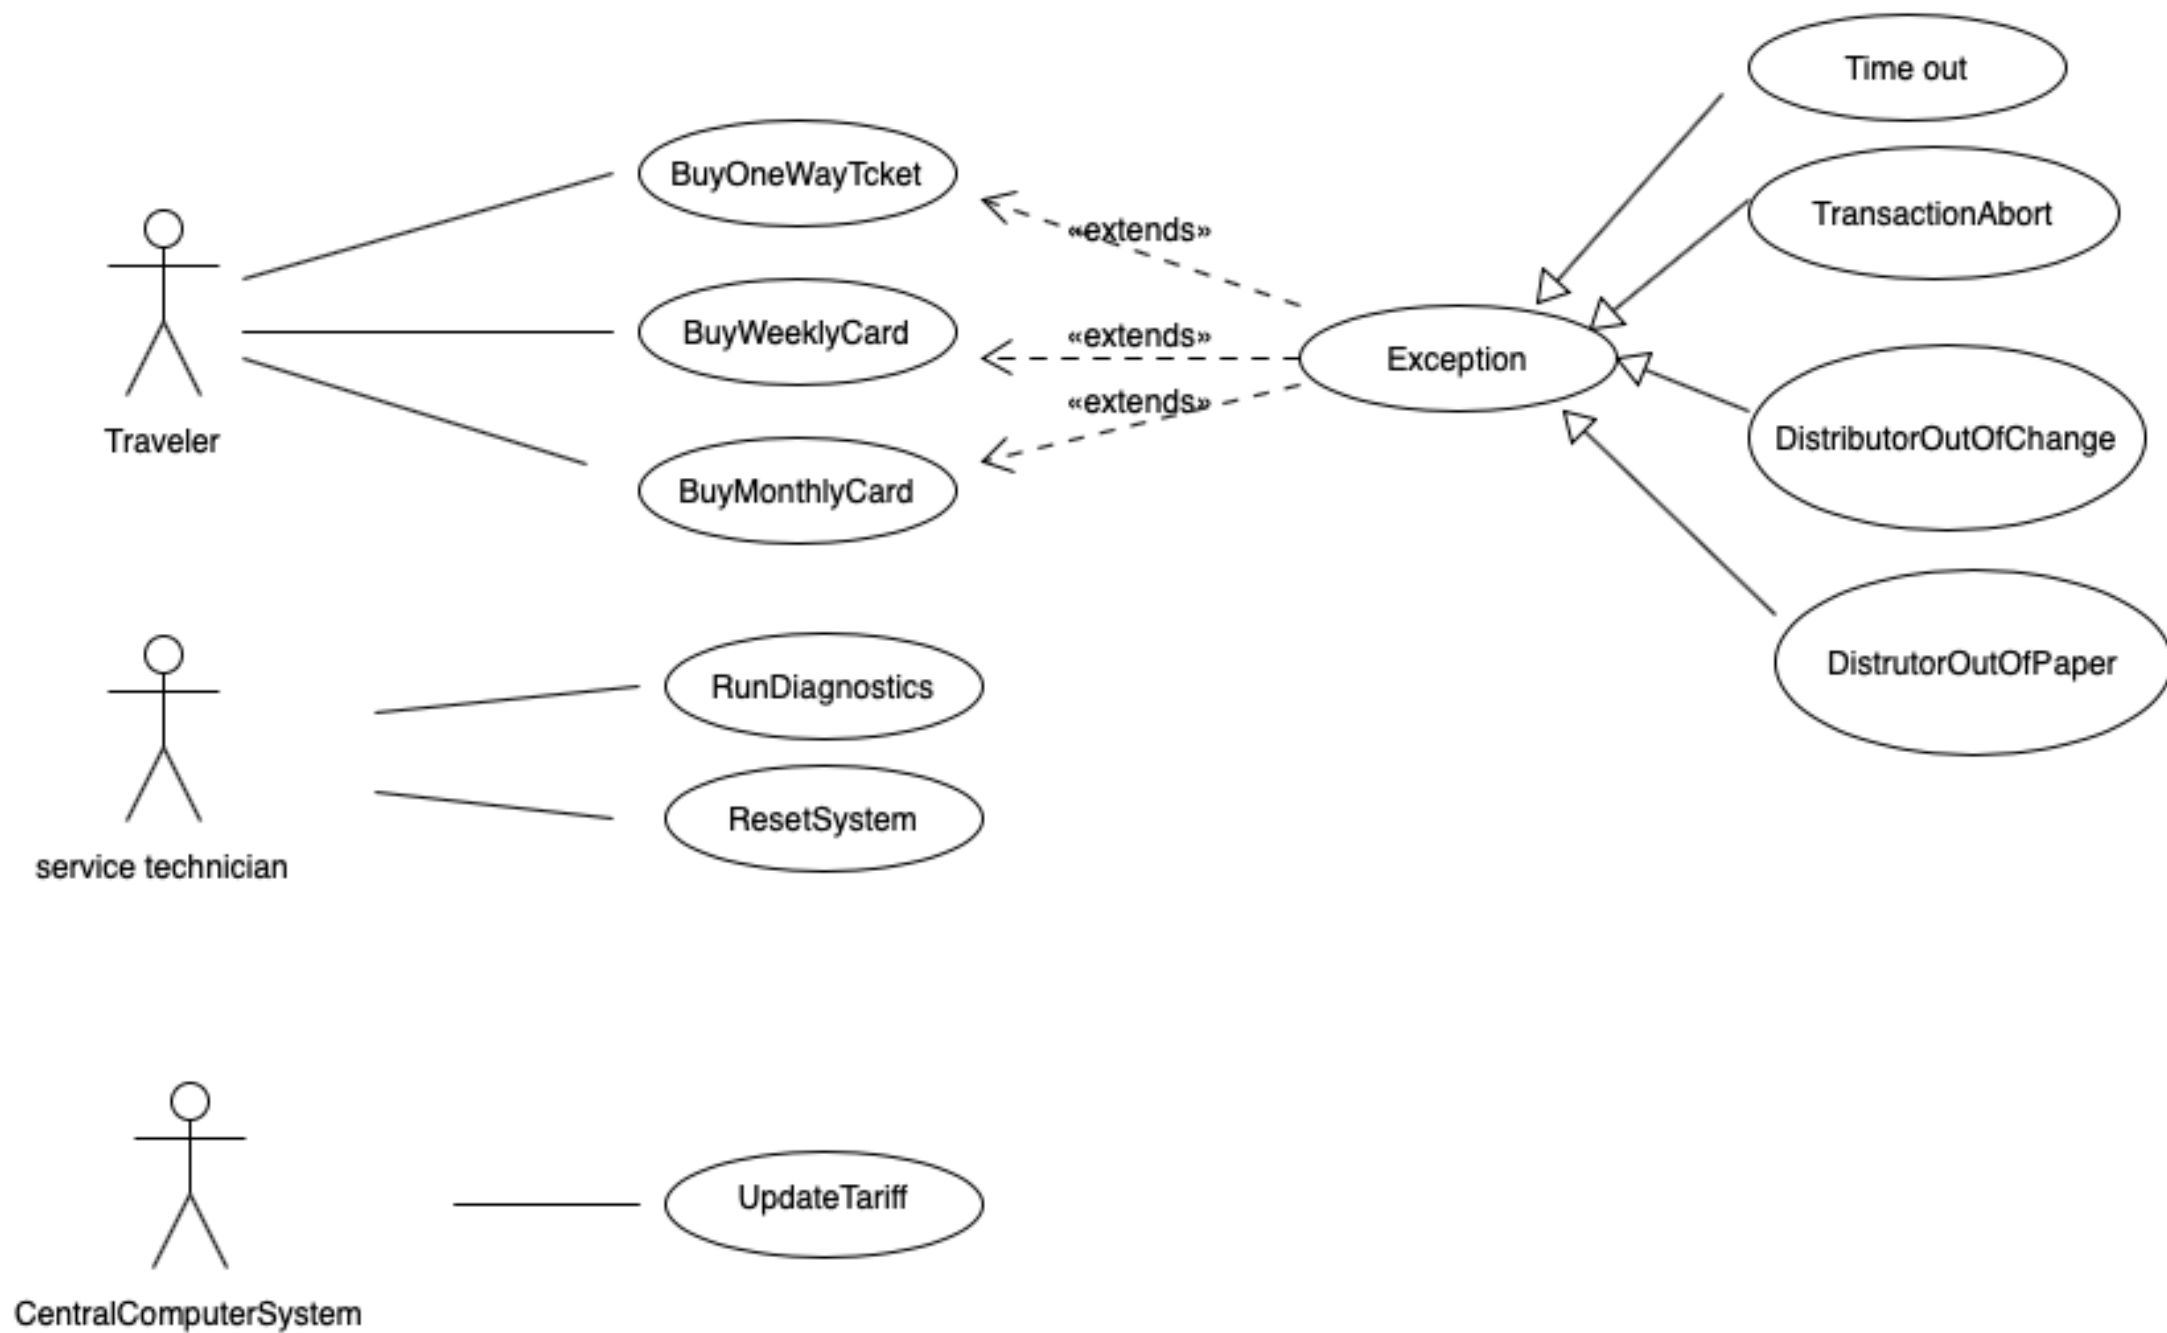 Time out
BuyOneWayTcket
TransactionAbort
«extends»
BuyWeeklyCard
«extends»
Exception
«extends»
Traveler
DistributorOutOfChange
BuyMonthlyCard
RunDiagnostics
DistrutorOutOfPaper
ResetSystem
service technician
UpdateTariff
CentralComputerSystem